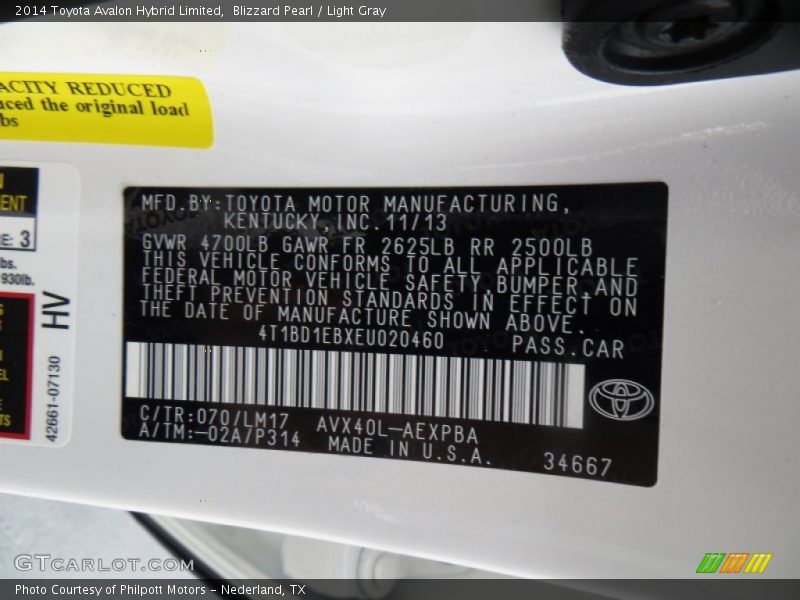 2014 Toyota Avalon Hybrid Limited, Blizzard Pearl / Light Gray
ACITY REDUCED
the original load
bs
3
bs.
930lb.
HV
42661-07130
MFD.BY:TOYOTA MOTOR MANUFACTURING,
KENTUCKY,INC.11/13
GVWR 4700LB GAWR FR 2625LB RR 2500LB
THIS VEHICLE CONFORMS TO ALL APPLICABLE
FEDERAL MOTOR VEHICLE SAFETY,BUMPER,AND
THEFT PREVENTION STANDARDS IN EFFECT ON
THE DATE OF MANUFACTURE SHOWN ABOVE.
4T1BD1EBXEU020460 PASS.CAR
C/TR:070/LM17 AVX40L-AEXPBA
A/TM:-02A/P314 MADE IN U.S.A. 34667
GTCARLOT.COM
Photo Courtesy of Philpott Motors - Nederland, TX